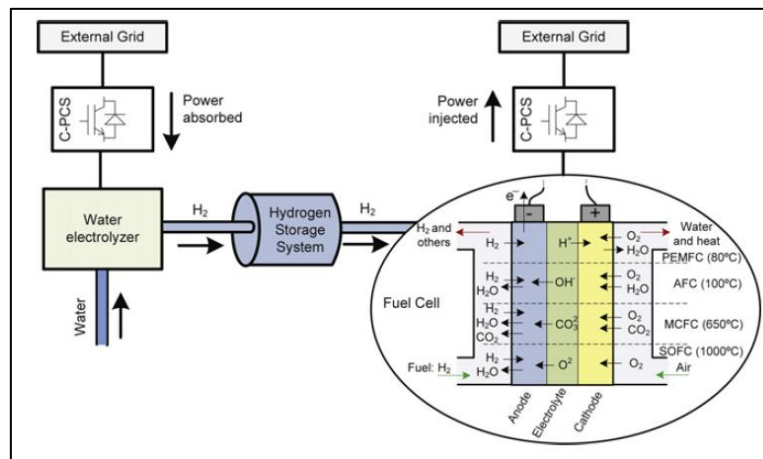 External Grid
C-PCS
Power
absorbed
Water
electrolyzer
Water
H₂
Hydrogen
Storage
System
H₂
External Grid
C-PCS
Power
injected
Fuel Cell
e⁻
-
+
H₂ and
others
Water
and heat
H₂
H⁺
O₂
H₂O
PEMFC (80ºC)
H₂
H₂O
OH⁻
O₂
H₂O
AFC (100ºC)
H₂
H₂O
CO₂
CO₃²
O₂
CO₂
MCFC (650ºC)
SOFC (1000ºC)
H₂
H₂O
O²
O₂
Fuel: H₂
Air
Anode
Electrolyte
Cathode